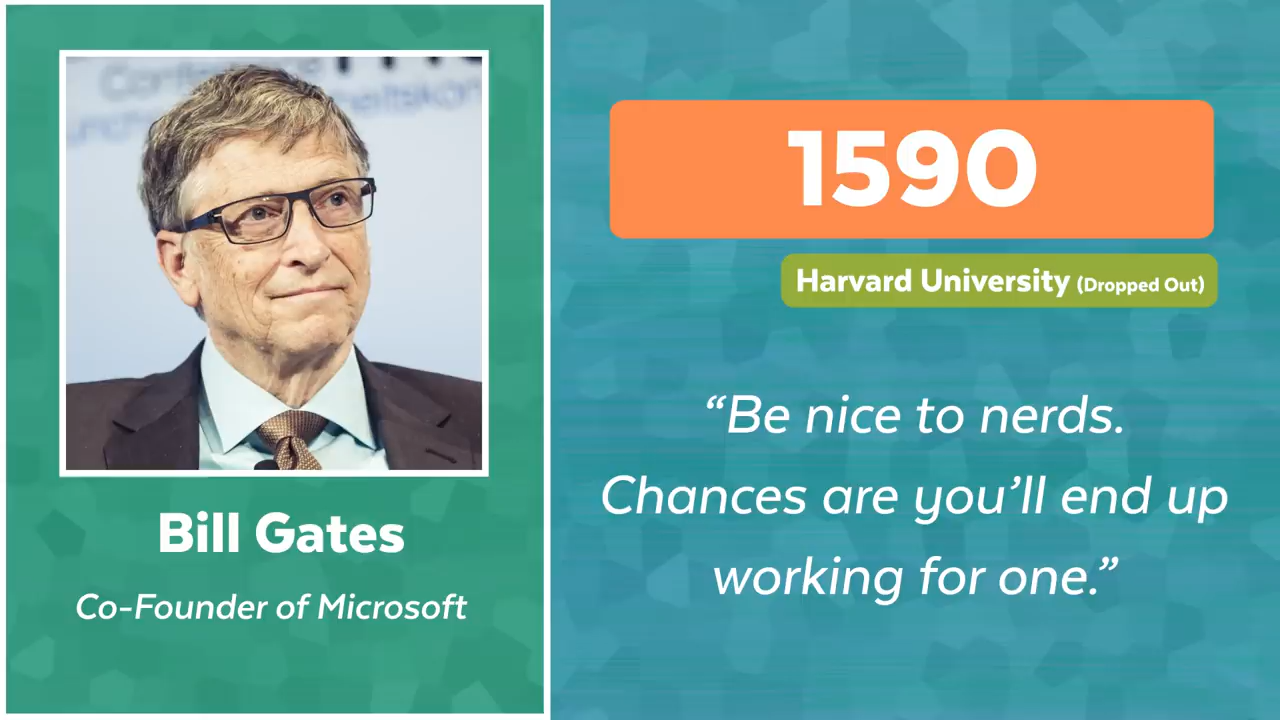 Conference
Bill Gates
Co-Founder of Microsoft
1590
Harvard University (Dropped Out)
“Be nice to nerds.
Chances are you’ll end up
working for one.”